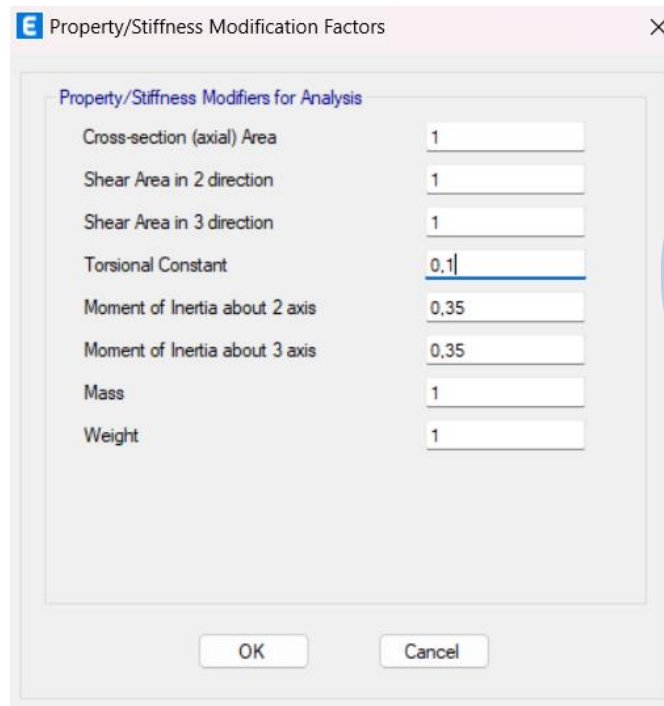 E Property/Stiffness Modification Factors
Property/Stiffness Modifiers for Analysis
Cross-section (axial) Area 1
Shear Area in 2 direction 1
Shear Area in 3 direction 1
Torsional Constant 0,1
Moment of Inertia about 2 axis 0,35
Moment of Inertia about 3 axis 0,35
Mass 1
Weight 1
OK Cancel